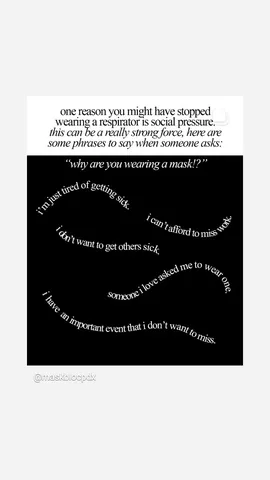 one reason you might have stopped
wearing a respirator is social pressure.
this can be a really strong force, here are
some phrases to say when someone asks:
“why are you wearing a mask!?”
i'm just tired of getting sick.
i can't afford to miss work.
i don't want to get others sick.
someone i love asked me to wear one.
i have an important event that i don't want to miss.
@maskblocpdx